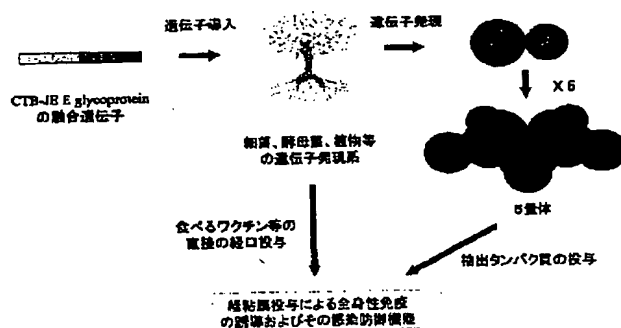 遺伝子導入
遺伝子発現
CTB-JE E glycoprotein
の融合遺伝子
X 5
細菌、酵母菌、植物等
の遺伝子発現系
5量体
食べるワクチン等の
直接の経口投与
抽出タンパク質の投与
経粘膜投与による全身性免疫
の誘導およびその感染防御機構